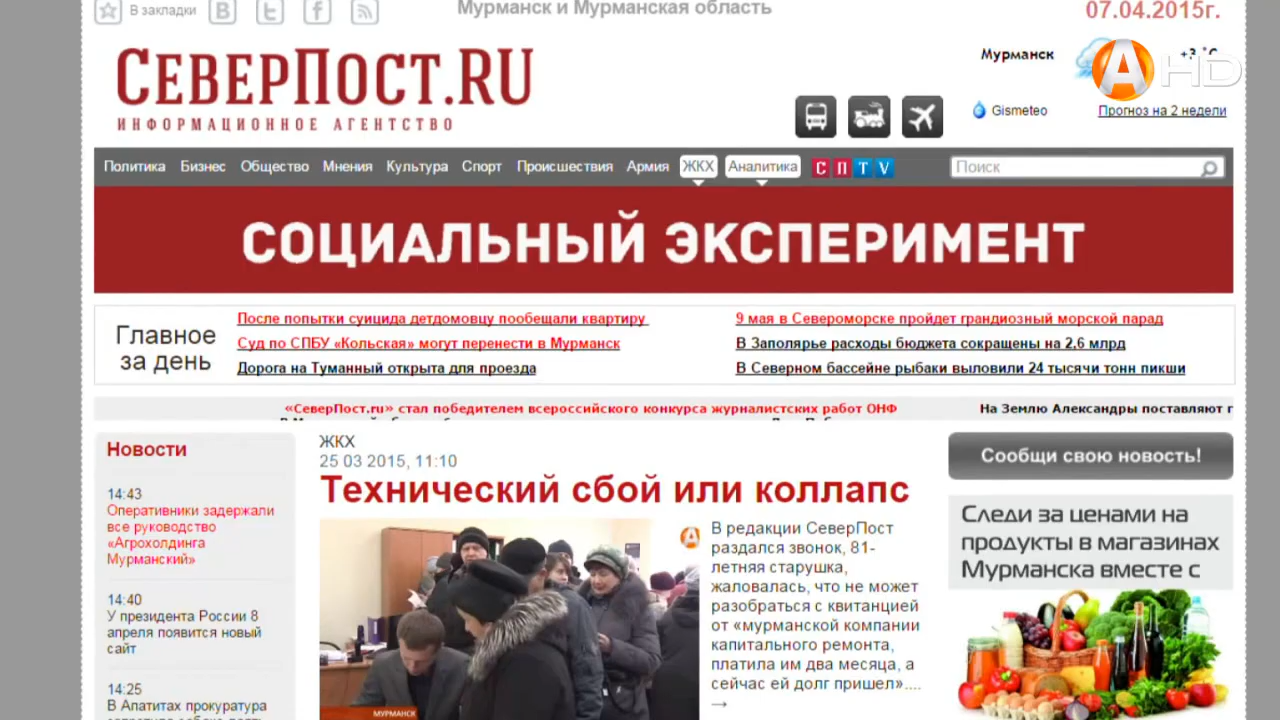 В закладки
Мурманск и Мурманская область
07.04.2015г.
СеверПост.RU
ИНФОРМАЦИОННОЕ АГЕНТСТВО
Мурманск
HD
Gismeteo
Прогноз на 2 недели
Политика Бизнес Общество Мнения Культура Спорт Происшествия Армия ЖКХ Аналитика С П T V Поиск
СОЦИАЛЬНЫЙ ЭКСПЕРИМЕНТ
Главное
за день
После попытки суицида детдомовцу пообещали квартиру
Суд по СПБУ «Кольская» могут перенести в Мурманск
Дорога на Туманный открыта для проезда
9 мая в Североморске пройдет грандиозный морской парад
В Заполярье расходы бюджета сокращены на 2,6 млрд
В Северном бассейне рыбаки выловили 24 тысячи тонн пикши
«СеверПост.ru» стал победителем всероссийского конкурса журналистских работ ОНФ
На Землю Александры поставляют г
Новости
14:43
Оперативники задержали
все руководство
«Агрохолдинга
Мурманский»
14:40
У президента России 8
апреля появится новый
сайт
14:25
В Апатитах прокуратура
ЖКХ
25 03 2015, 11:10
Технический сбой или коллапс
МУРМАНСК
В редакции СеверПост
раздался звонок, 81-
летняя старушка,
жаловалась, что не может
разобраться с квитанцией
от «мурманской компании
капитального ремонта,
платила им два месяца, а
сейчас ей долг пришел»....
→
Сообщи свою новость!
Следи за ценами на
продукты в магазинах
Мурманска вместе с